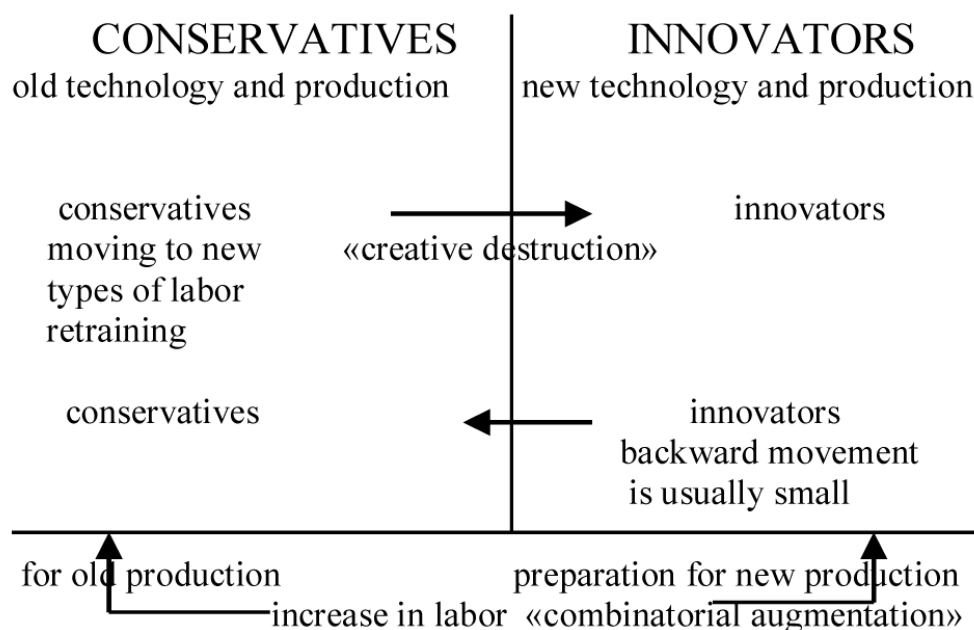 CONSERVATIVES
old technology and production
INNOVATORS
new technology and production
conservatives
moving to new
types of labor
retraining
«creative destruction»
innovators
conservatives
innovators
backward movement
is usually small
for old production
preparation for new production
increase in labor
«combinatorial augmentation»